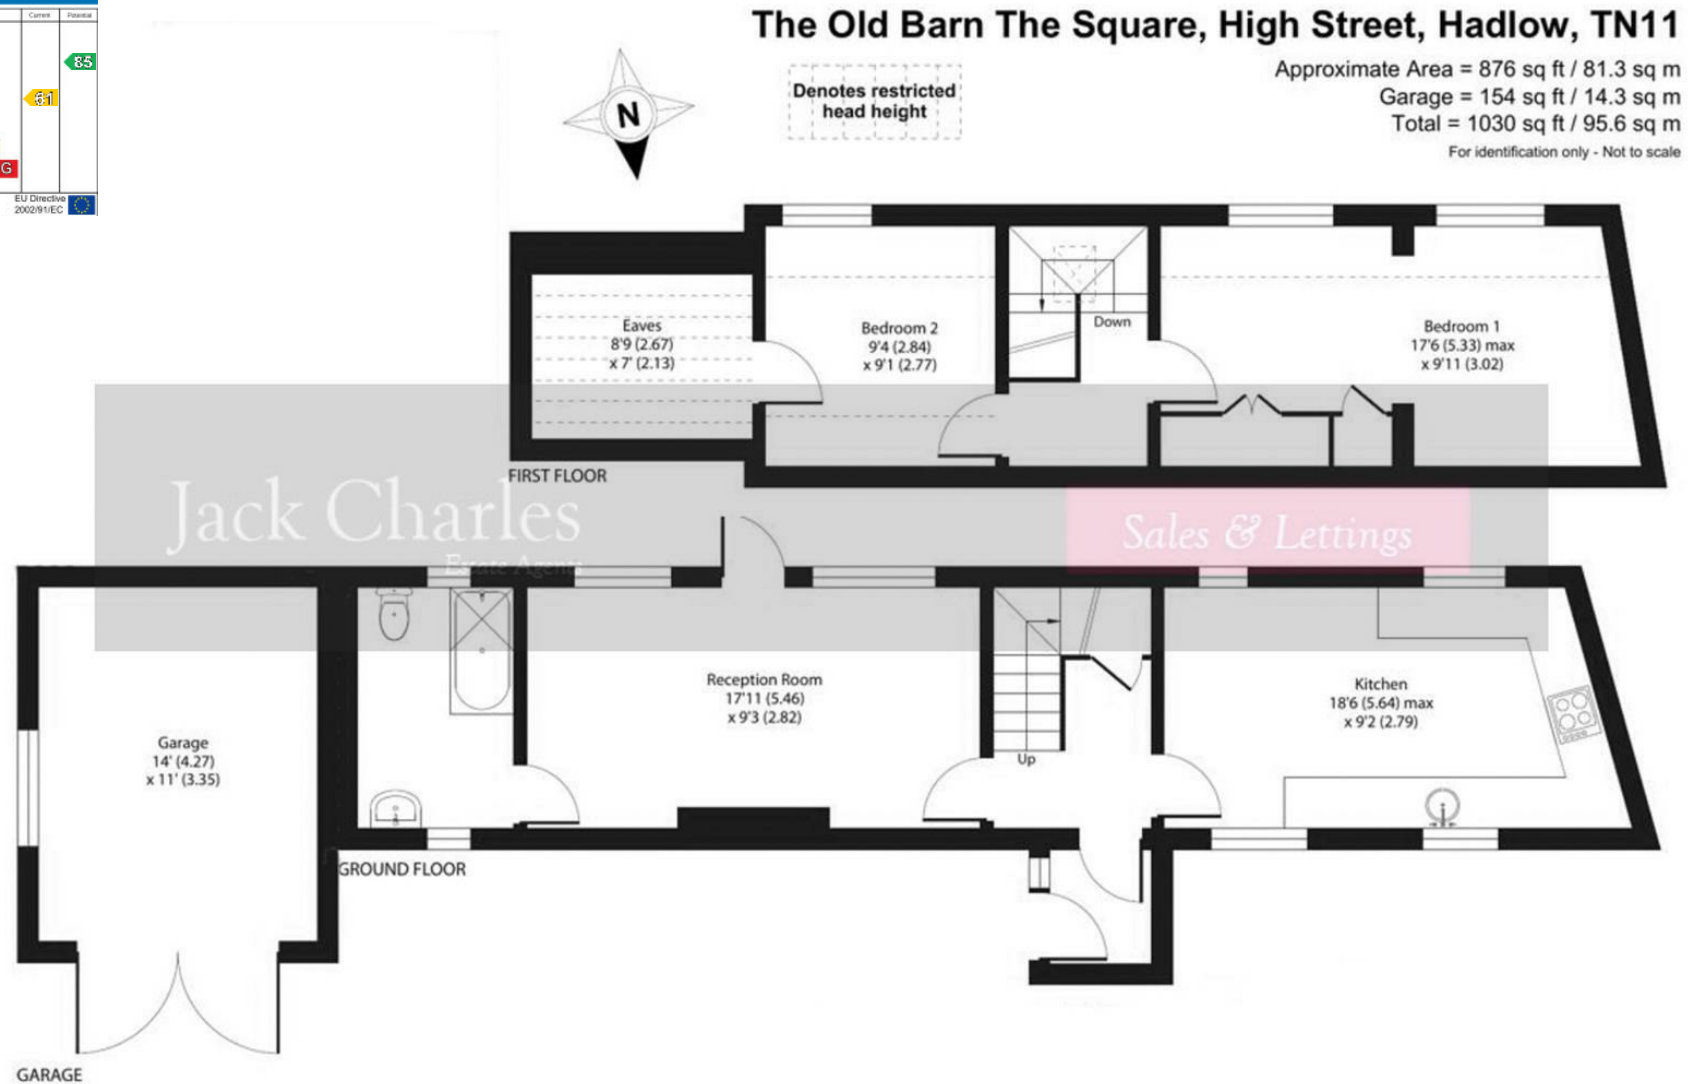 Current Potential
85
61
G
EU Directive
2002/91/EC
The Old Barn The Square, High Street, Hadlow, TN11
Approximate Area = 876 sq ft / 81.3 sq m
Garage = 154 sq ft / 14.3 sq m
Total = 1030 sq ft / 95.6 sq m
For identification only - Not to scale
N
Denotes restricted
head height
Eaves
8'9 (2.67)
x 7' (2.13)
Bedroom 2
9'4 (2.84)
x 9'1 (2.77)
Down
Bedroom 1
17'6 (5.33) max
x 9'11 (3.02)
FIRST FLOOR
Jack Charles
Estate Agents
Sales & Lettings
Garage
14' (4.27)
x 11' (3.35)
Reception Room
17'11 (5.46)
x 9'3 (2.82)
Up
Kitchen
18'6 (5.64) max
x 9'2 (2.79)
GROUND FLOOR
GARAGE